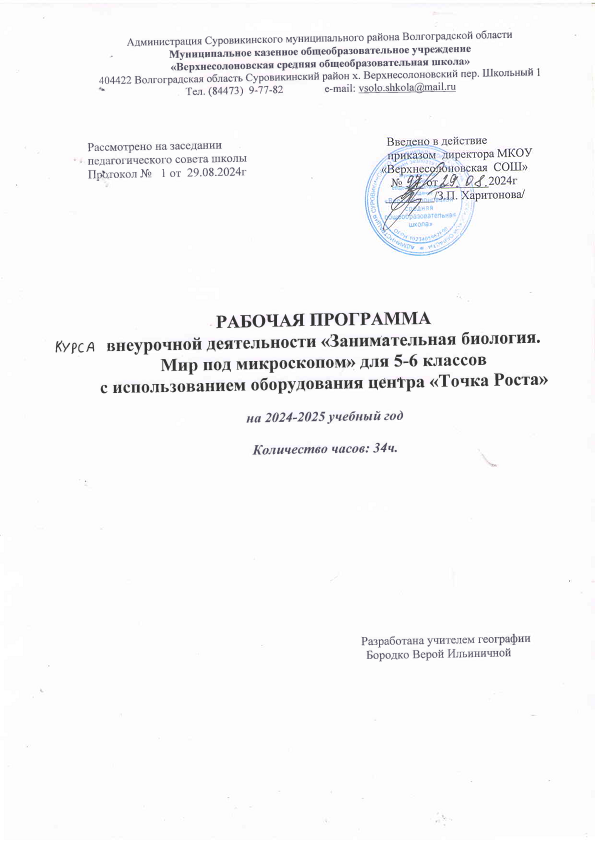 Администрация Суровикинского муниципального района Волгоградской области
Муниципальное казенное общеобразовательное учреждение
«Верхнесолоновская средняя общеобразовательная школа»
404422 Волгоградская область Суровикинский район х. Верхнесолоновский пер. Школьный 1
Тел. (84473) 9-77-82 e-mail: vsolo.shkola@mail.ru
Рассмотрено на заседании
педагогического совета школы
Протокол № 1 от 29.08.2024г
Введено в действие
приказом директора МКОУ
«Верхнесолоновская СОШ»
№ от 29.08.2024г
/З.П. Харитонова/
средняя
общеобразовательная
школа»
РАБОЧАЯ ПРОГРАММА
КУРСА внеурочной деятельности «Занимательная биология.
Мир под микроскопом» для 5-6 классов
с использованием оборудования центра «Точка Роста»
на 2024-2025 учебный год
Количество часов: 34ч.
Разработана учителем географии
Бородко Верой Ильиничной